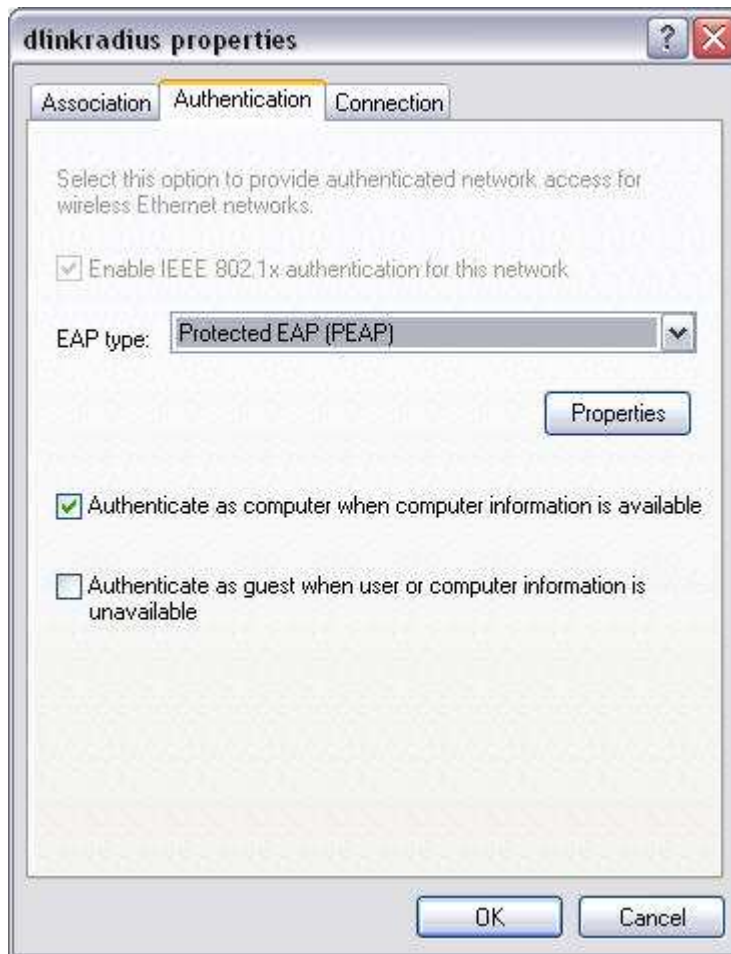 dlinkradius properties
Association
Authentication
Connection
Select this option to provide authenticated network access for
wireless Ethernet networks.
Enable IEEE 802.1x authentication for this network
EAP type:
Protected EAP (PEAP)
Properties
Authenticate as computer when computer information is available
Authenticate as guest when user or computer information is
unavailable
OK
Cancel